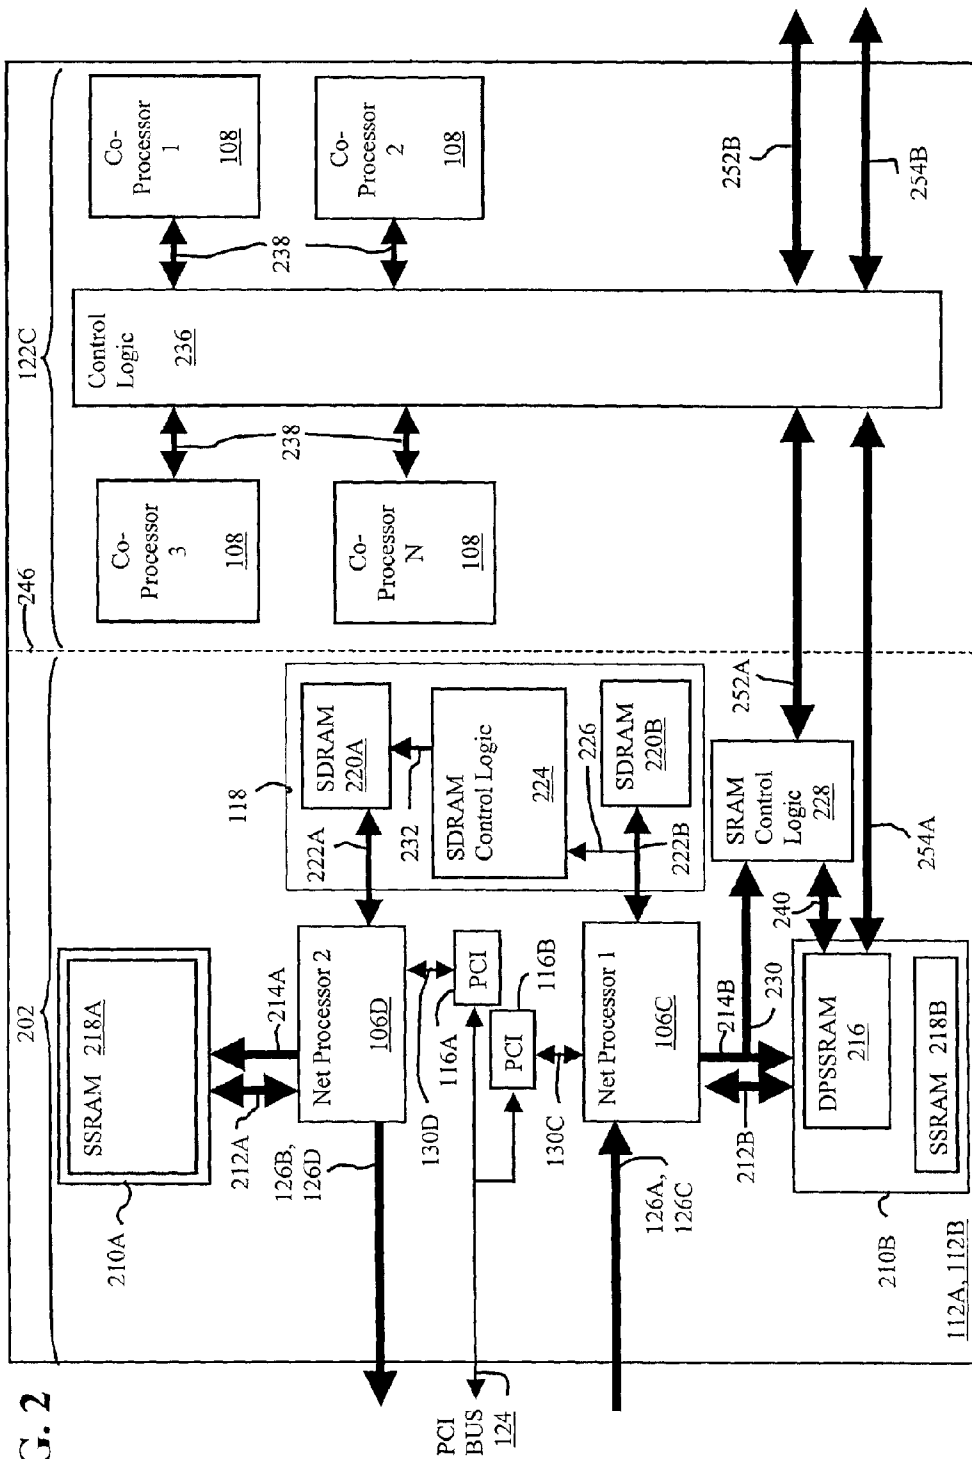 G. 2
202
246
122C
210A
SSRAM 218A
212A
214A
126B,
126D
Net Processor 2
106D
130D
116A
PCI
PCI
116B
130C
PCI
BUS
124
Net Processor 1
106C
126A,
126C
118
222A
SDRAM
220A
232
SDRAM
Control Logic
224
226
SDRAM
220B
222B
212B
214B
230
240
SRAM
Control
Logic
228
252A
254A
DPSSRAM
216
SSRAM 218B
210B
112A, 112B
Co-
Processor
3
108
Co-
Processor
N
108
238
Control
Logic
236
238
Co-
Processor
1
108
Co-
Processor
2
108
252B
254B